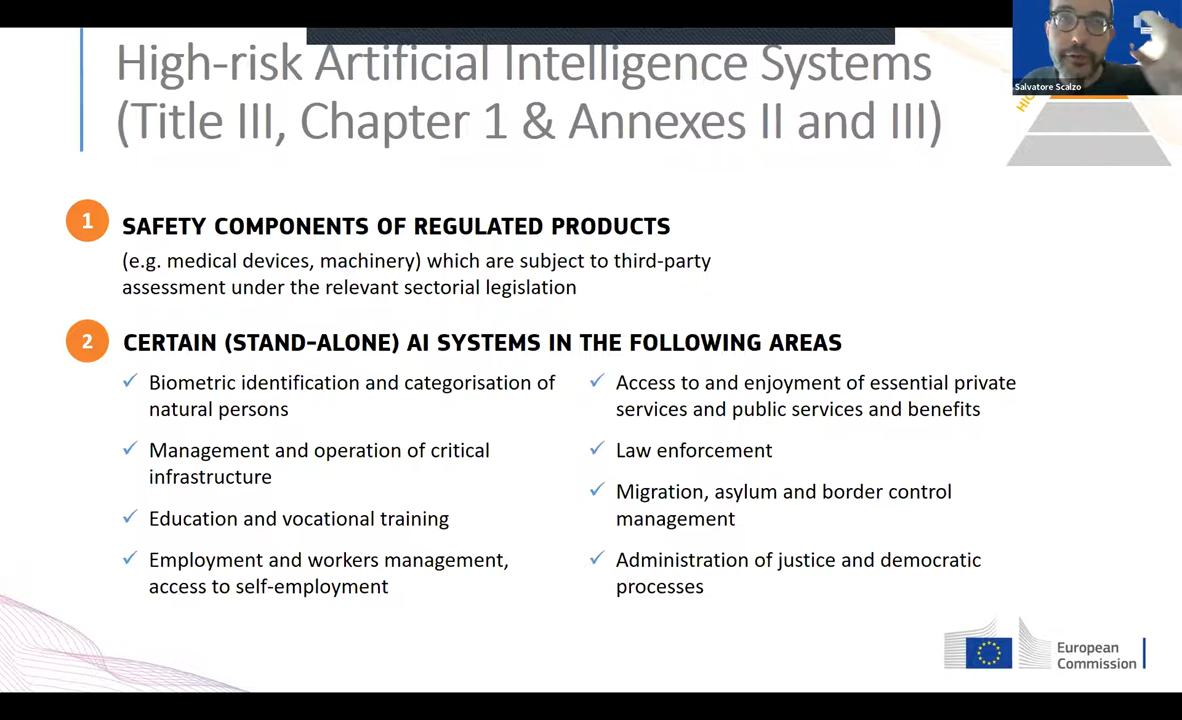 High-risk Artificial Intelligence Systems
(Title III, Chapter 1 & Annexes II and III)
Salvatore Scalzo
1
SAFETY COMPONENTS OF REGULATED PRODUCTS
(e.g. medical devices, machinery) which are subject to third-party
assessment under the relevant sectorial legislation
2
CERTAIN (STAND-ALONE) AI SYSTEMS IN THE FOLLOWING AREAS
✓ Biometric identification and categorisation of
natural persons
✓ Management and operation of critical
infrastructure
✓ Education and vocational training
✓ Employment and workers management,
access to self-employment
✓ Access to and enjoyment of essential private
services and public services and benefits
✓ Law enforcement
✓ Migration, asylum and border control
management
✓ Administration of justice and democratic
processes
European
Commission